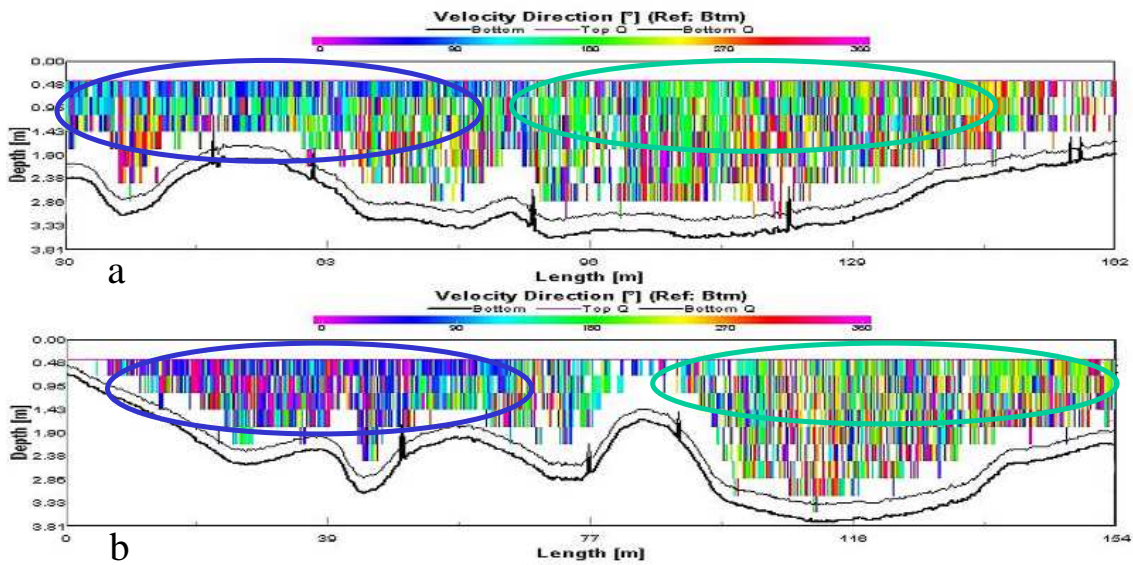 Velocity Direction [°] (Ref: Btm)
Bottom Top Q Bottom Q
0 90 180 270 360
0.00
0.48
0.95
1.43
1.90
2.38
2.86
3.33
3.81
Depth [m]
30 63 96 129 162
a Length [m]
Velocity Direction [°] (Ref: Btm)
Bottom Top Q Bottom Q
0 90 180 270 360
0.00
0.48
0.95
1.43
1.90
2.38
2.86
3.33
3.81
Depth [m]
0 39 77 116 154
b Length [m]